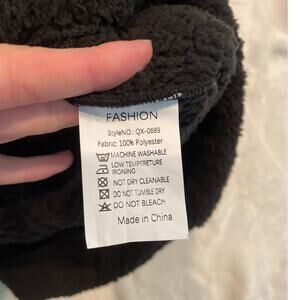 FASHION
StyleNO.: QX-0689
Fabric: 100% Polyester
MACHINE WASHABLE
LOW TEMPERETURE
IRONING
NOT DRY CLEANABLE
DO NOT TUMBLE DRY
DO NOT BLEACH
Made in China